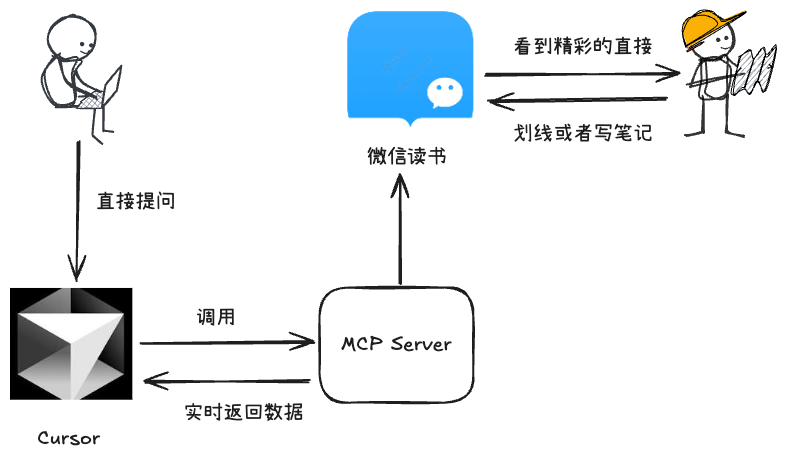 看到精彩的直接
划线或者写笔记
微信读书
直接提问
调用
MCP Server
实时返回数据
Cursor